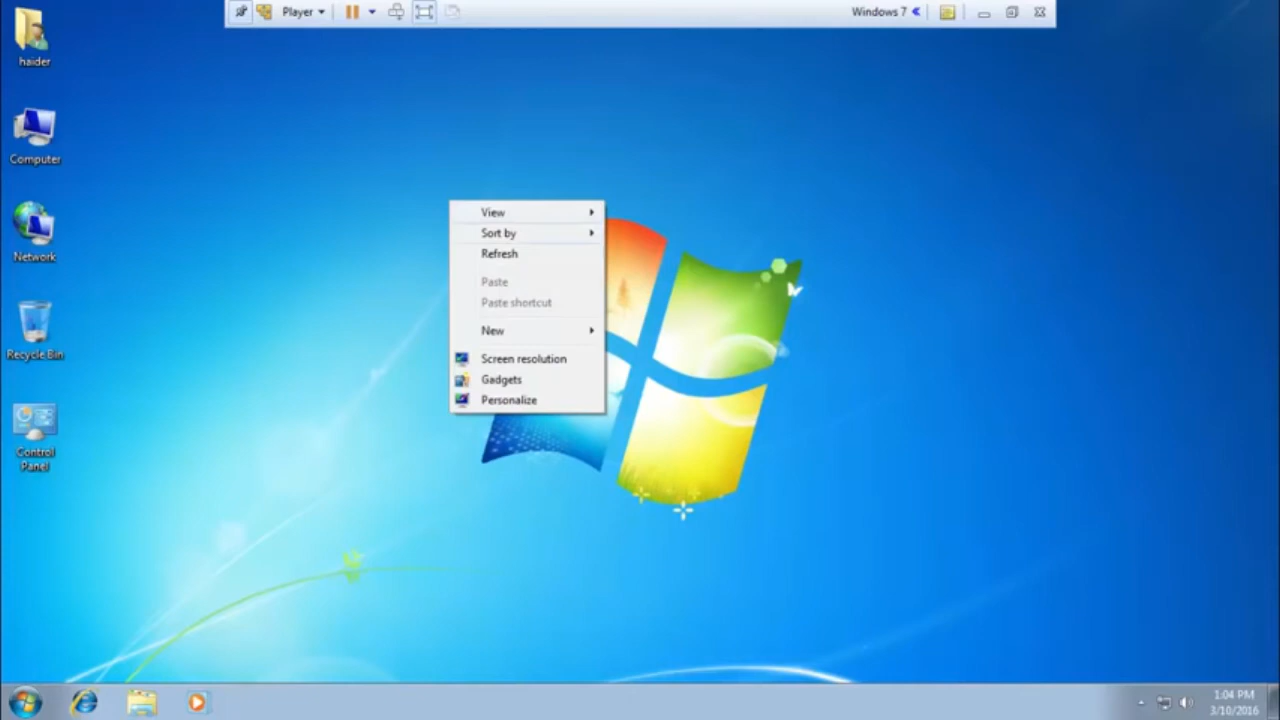 Player
Windows 7
haider
Computer
Network
Recycle Bin
Control
Panel
View
Sort by
Refresh
Paste
Paste shortcut
New
Screen resolution
Gadgets
Personalize
1:04 PM
3/10/2016